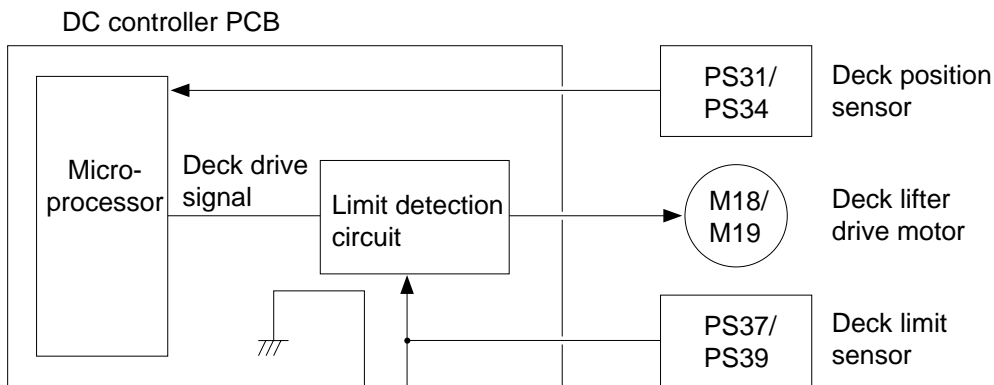 DC controller PCB
PS31/
PS34
Deck position
sensor
Micro-
processor
Deck drive
signal
Limit detection
circuit
M18/
M19
Deck lifter
drive motor
PS37/
PS39
Deck limit
sensor